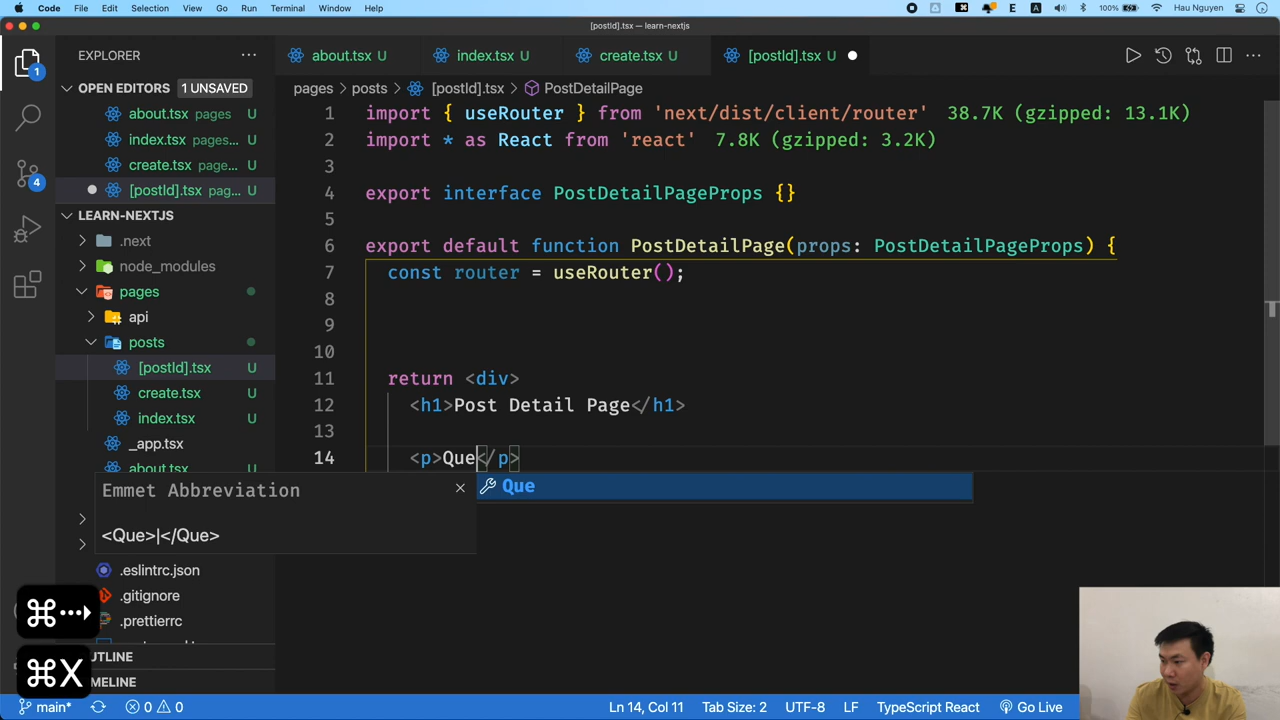 Code File Edit Selection View Go Run Terminal Window Help E A 100% Hau Nguyen
[postId].tsx — learn-nextjs
EXPLORER ···
about.tsx U index.tsx U create.tsx U [postId].tsx U
OPEN EDITORS 1 UNSAVED
pages > posts > [postId].tsx > PostDetailPage
about.tsx pages U
index.tsx pages... U
create.tsx page... U
[postId].tsx pag... U
LEARN-NEXTJS
.next
node_modules
pages
api
posts
[postId].tsx U
create.tsx U
index.tsx U
_app.tsx U
about.tsx U
.eslintrc.json
.gitignore
.prettierrc
UTLINE
MELINE
1 import { useRouter } from 'next/dist/client/router' 38.7K (gzipped: 13.1K)
2 import * as React from 'react' 7.8K (gzipped: 3.2K)
3
4 export interface PostDetailPageProps {}
5
6 export default function PostDetailPage(props: PostDetailPageProps) {
7 const router = useRouter();
8
9
10
11 return <div>
12 <h1>Post Detail Page</h1>
13
14 <p>Que</p>
Que
Emmet Abbreviation
<Que>|</Que>
1
4
⌘···→
⌘X
main* 0 0 Ln 14, Col 11 Tab Size: 2 UTF-8 LF TypeScript React Go Live